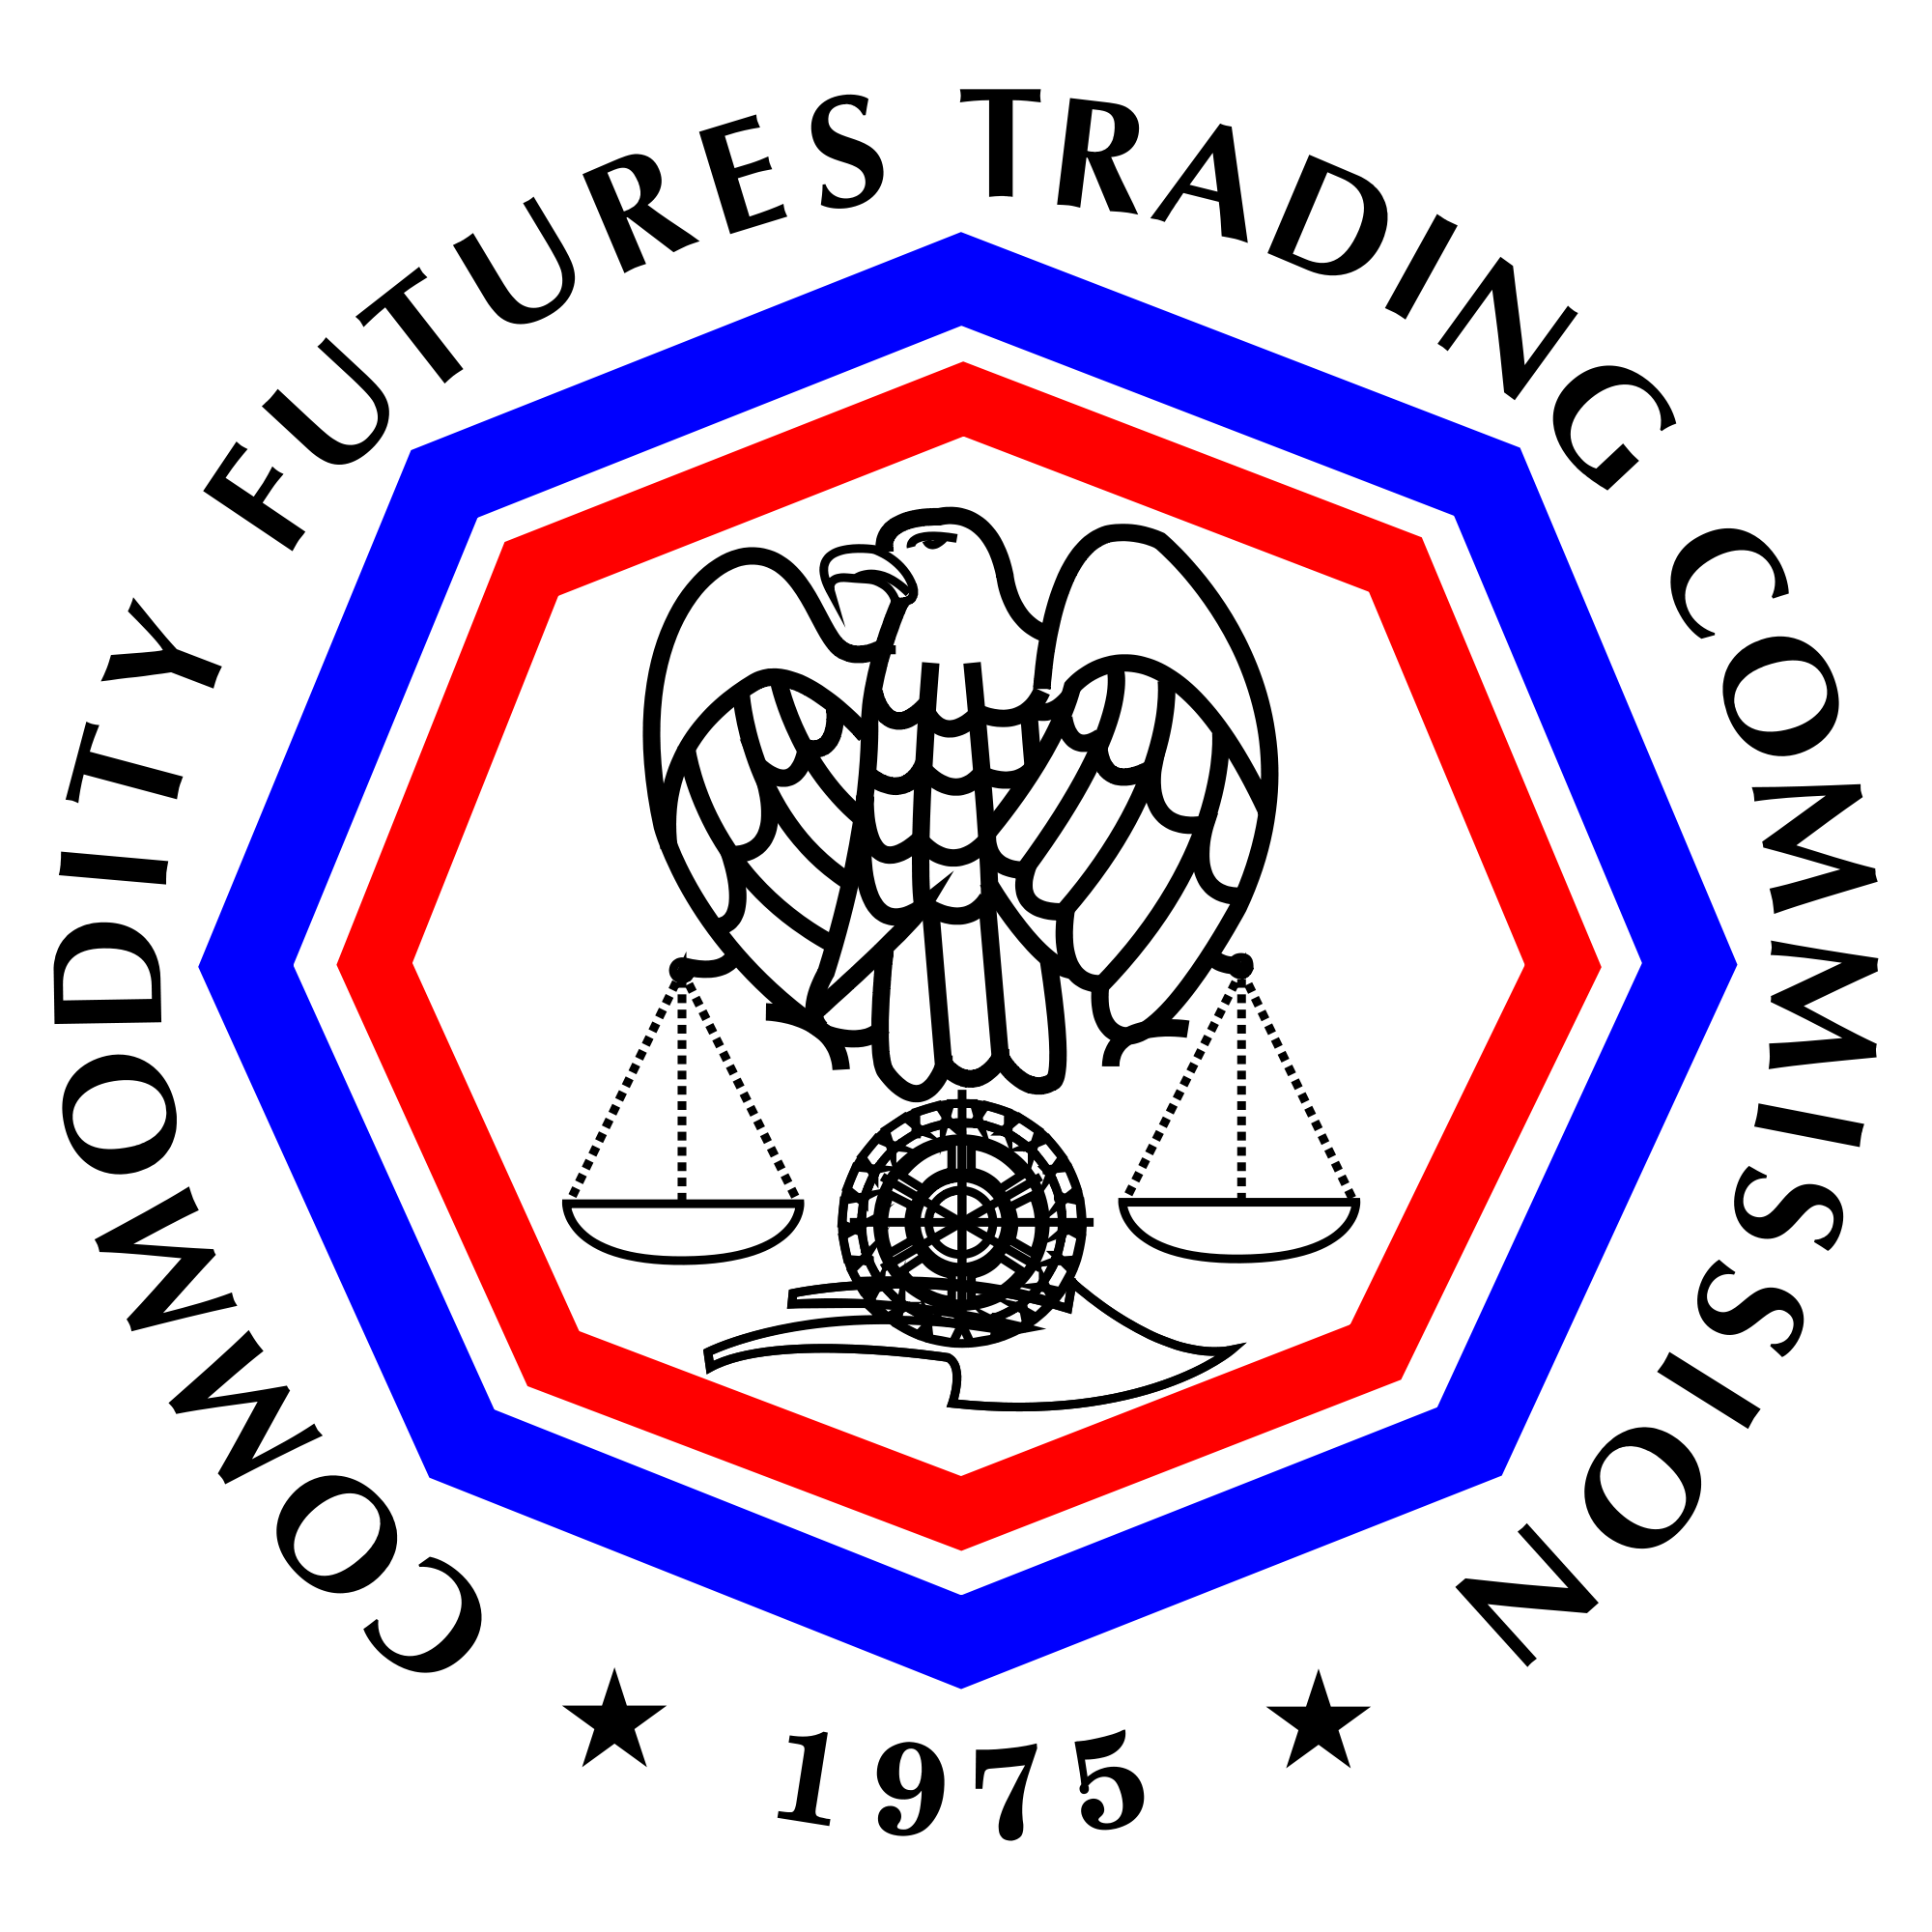 COMMODITY FUTURES TRADING COMMISSION
★ 1975 ★